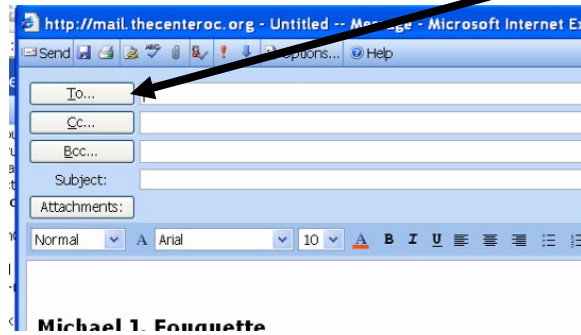 http://mail.thecenteroc.org - Untitled -- Message - Microsoft Internet Ex
Send Options... Help
To...
Cc...
Bcc...
Subject:
Attachments:
Normal A Arial 10 A B I U
Michael J. Fouquette